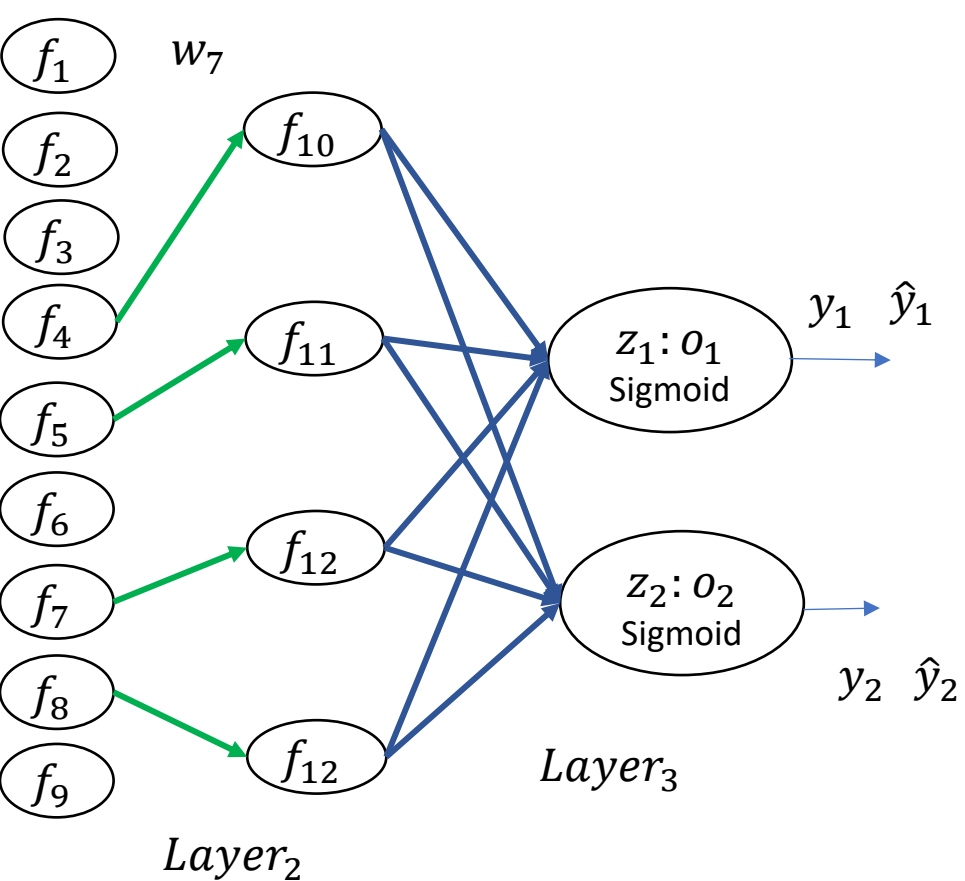 f₁
w₇
f₂
f₃
f₄
f₅
f₆
f₇
f₈
f₉
f₁₀
f₁₁
f₁₂
f₁₂
Layer₂
z₁: o₁
Sigmoid
y₁ ŷ₁
z₂: o₂
Sigmoid
y₂ ŷ₂
Layer₃